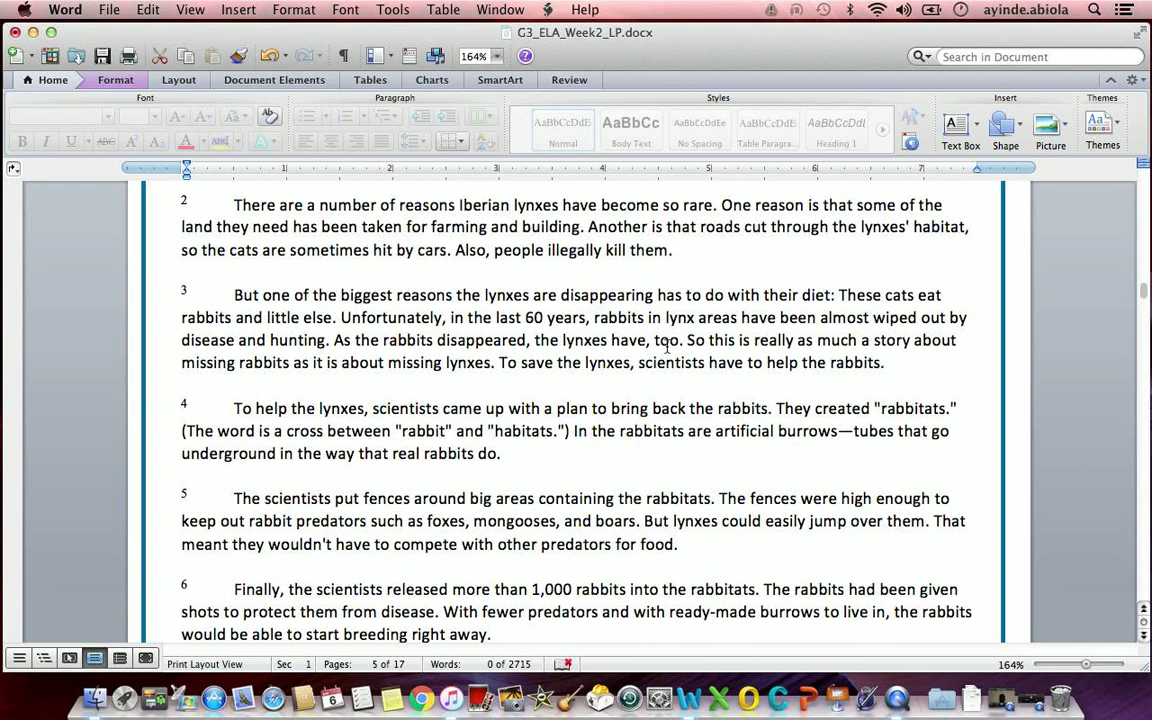 Word File Edit View Insert Format Font Tools Table Window Help ayinde.abiola
G3_ELA_Week2_LP.docx
164% Search in Document
Home Format Layout Document Elements Tables Charts SmartArt Review
Font Paragraph Styles Insert Themes
AaBbCcDdE AaBbCc AaBbCcDdEe AaBbCcDdE AaBbCcDdI
Normal Body Text No Spacing Table Paragra... Heading 1 Text Box Shape Picture Themes
1 2 3 4 5 6 7
2 There are a number of reasons Iberian lynxes have become so rare. One reason is that some of the
land they need has been taken for farming and building. Another is that roads cut through the lynxes' habitat,
so the cats are sometimes hit by cars. Also, people illegally kill them.
3 But one of the biggest reasons the lynxes are disappearing has to do with their diet: These cats eat
rabbits and little else. Unfortunately, in the last 60 years, rabbits in lynx areas have been almost wiped out by
disease and hunting. As the rabbits disappeared, the lynxes have, too. So this is really as much a story about
missing rabbits as it is about missing lynxes. To save the lynxes, scientists have to help the rabbits.
4 To help the lynxes, scientists came up with a plan to bring back the rabbits. They created "rabbitats."
(The word is a cross between "rabbit" and "habitats.") In the rabbitats are artificial burrows—tubes that go
underground in the way that real rabbits do.
5 The scientists put fences around big areas containing the rabbitats. The fences were high enough to
keep out rabbit predators such as foxes, mongooses, and boars. But lynxes could easily jump over them. That
meant they wouldn't have to compete with other predators for food.
6 Finally, the scientists released more than 1,000 rabbits into the rabbitats. The rabbits had been given
shots to protect them from disease. With fewer predators and with ready-made burrows to live in, the rabbits
would be able to start breeding right away.
Print Layout View Sec 1 Pages: 5 of 17 Words: 0 of 2715 164%